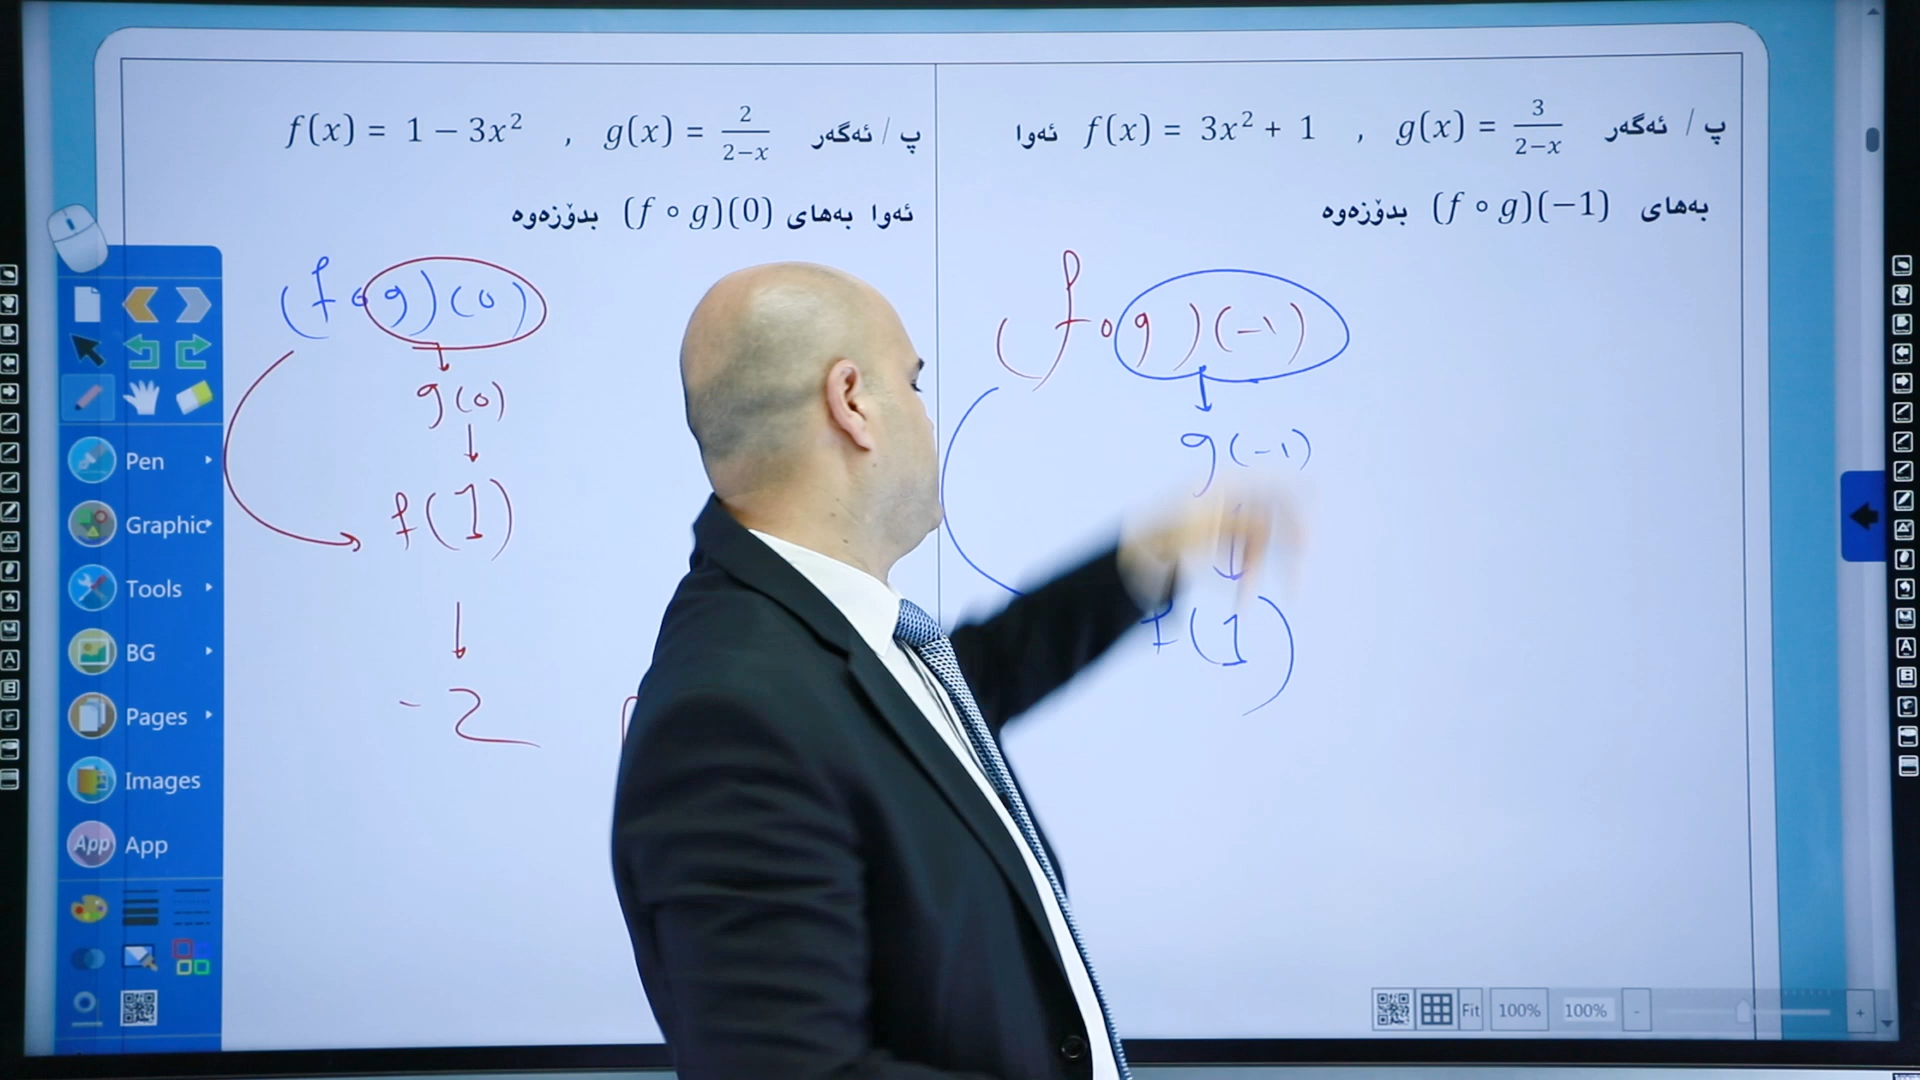 پ / ئەگەر g(x) = 3/(2−x) , f(x) = 3x² + 1 ئەوا
بەهای (f ∘ g)(−1) بدۆزەوە
(f o g)(-1)
g(-1)
f(1)
پ / ئەگەر f(x) = 1 − 3x² , g(x) = 2/(2−x)
ئەوا بەهای (f ∘ g)(0) بدۆزەوە
(f o g)(0)
g(0)
f(1)
-2
Pen
Graphic
Tools
BG
Pages
Images
App App
Fit 100% 100% - +